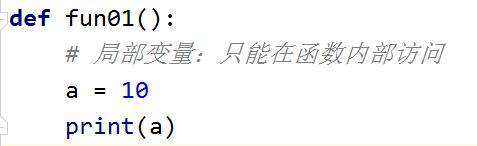 def fun01():
    # 局部变量：只能在函数内部访问
    a = 10
    print(a)